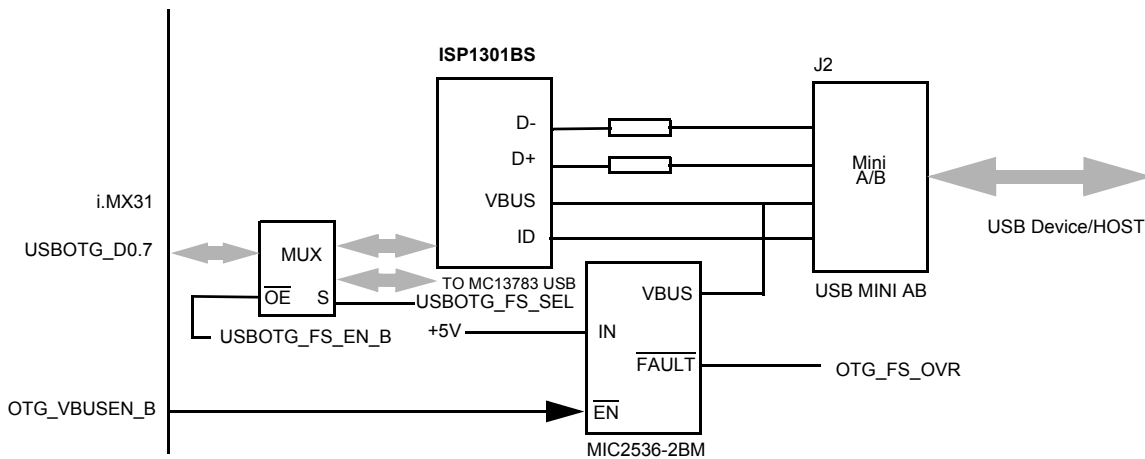 ISP1301BS
J2
D-
D+
VBUS
ID
Mini
A/B
USB MINI AB
USB Device/HOST
i.MX31
USBOTG_D0.7
MUX
OE
S
TO MC13783 USB
USBOTG_FS_SEL
USBOTG_FS_EN_B
+5V
VBUS
IN
FAULT
EN
OTG_FS_OVR
OTG_VBUSEN_B
MIC2536-2BM